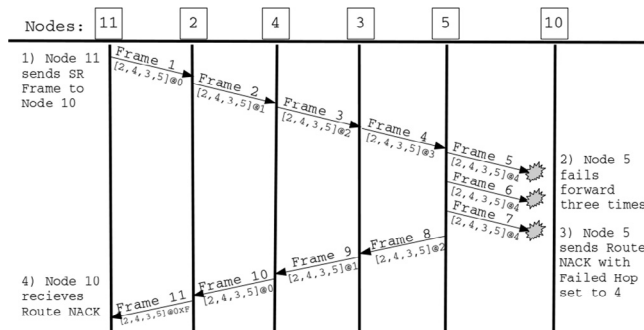 Nodes: 11 2 4 3 5 10
1) Node 11
sends SR
Frame to
Node 10
Frame 1
[2,4,3,5]@0
Frame 2
[2,4,3,5]@1
Frame 3
[2,4,3,5]@2
Frame 4
[2,4,3,5]@3
Frame 5
[2,4,3,5]@4
Frame 6
[2,4,3,5]@4
Frame 7
[2,4,3,5]@4
2) Node 5
fails
forward
three times
3) Node 5
sends Route
NACK with
Failed Hop
set to 4
Frame 8
[2,4,3,5]@2
Frame 9
[2,4,3,5]@1
Frame 10
[2,4,3,5]@0
Frame 11
[2,4,3,5]@0xF
4) Node 10
recieves
Route NACK